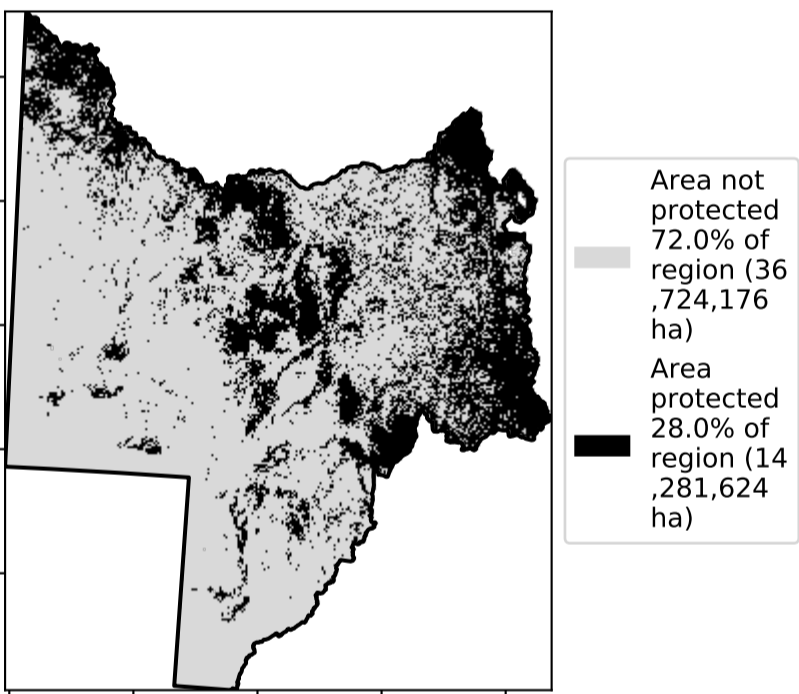 Area not
protected
72.0% of
region (36
,724,176
ha)
Area
protected
28.0% of
region (14
,281,624
ha)